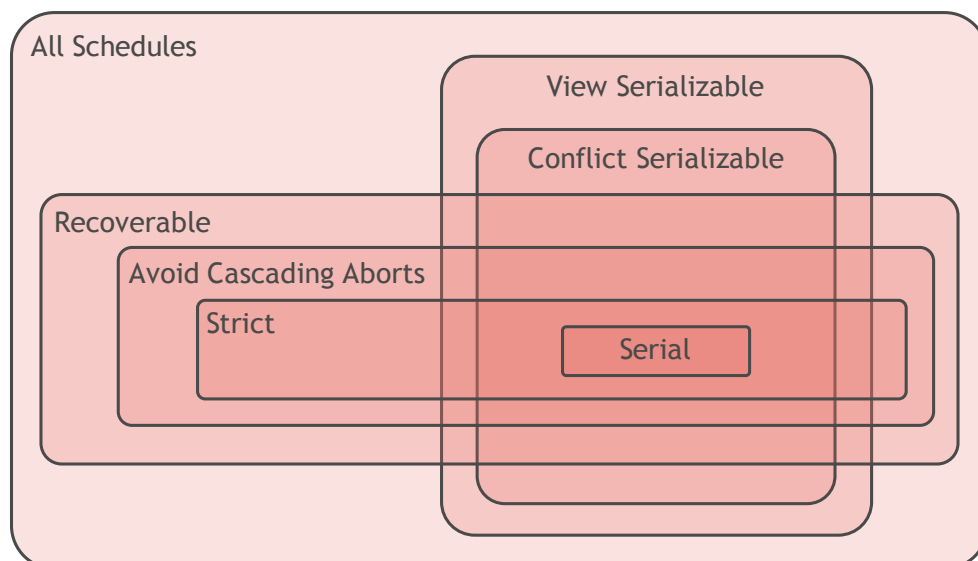 All Schedules
View Serializable
Conflict Serializable
Recoverable
Avoid Cascading Aborts
Strict
Serial